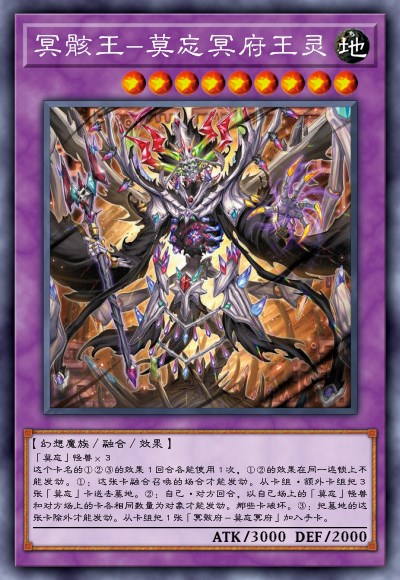 冥骸王-莫忘冥府王灵
地
【幻想魔族/融合/效果】
「莫忘」怪兽×3
这个卡名的①②③的效果1回合各能使用1次，①②的效果在同一连锁上不
能发动。①：这张卡融合召唤的场合才能发动。从卡组·额外卡组把3
张「莫忘」卡送去墓地。②：自己·对方回合，以自己场上的「莫忘」怪兽
和对方场上的卡各相同数量为对象才能发动。那些卡破坏。③：把墓地的这
张卡除外才能发动。从卡组把1张「冥骸府-莫忘冥府」加入手卡。
ATK/3000 DEF/2000